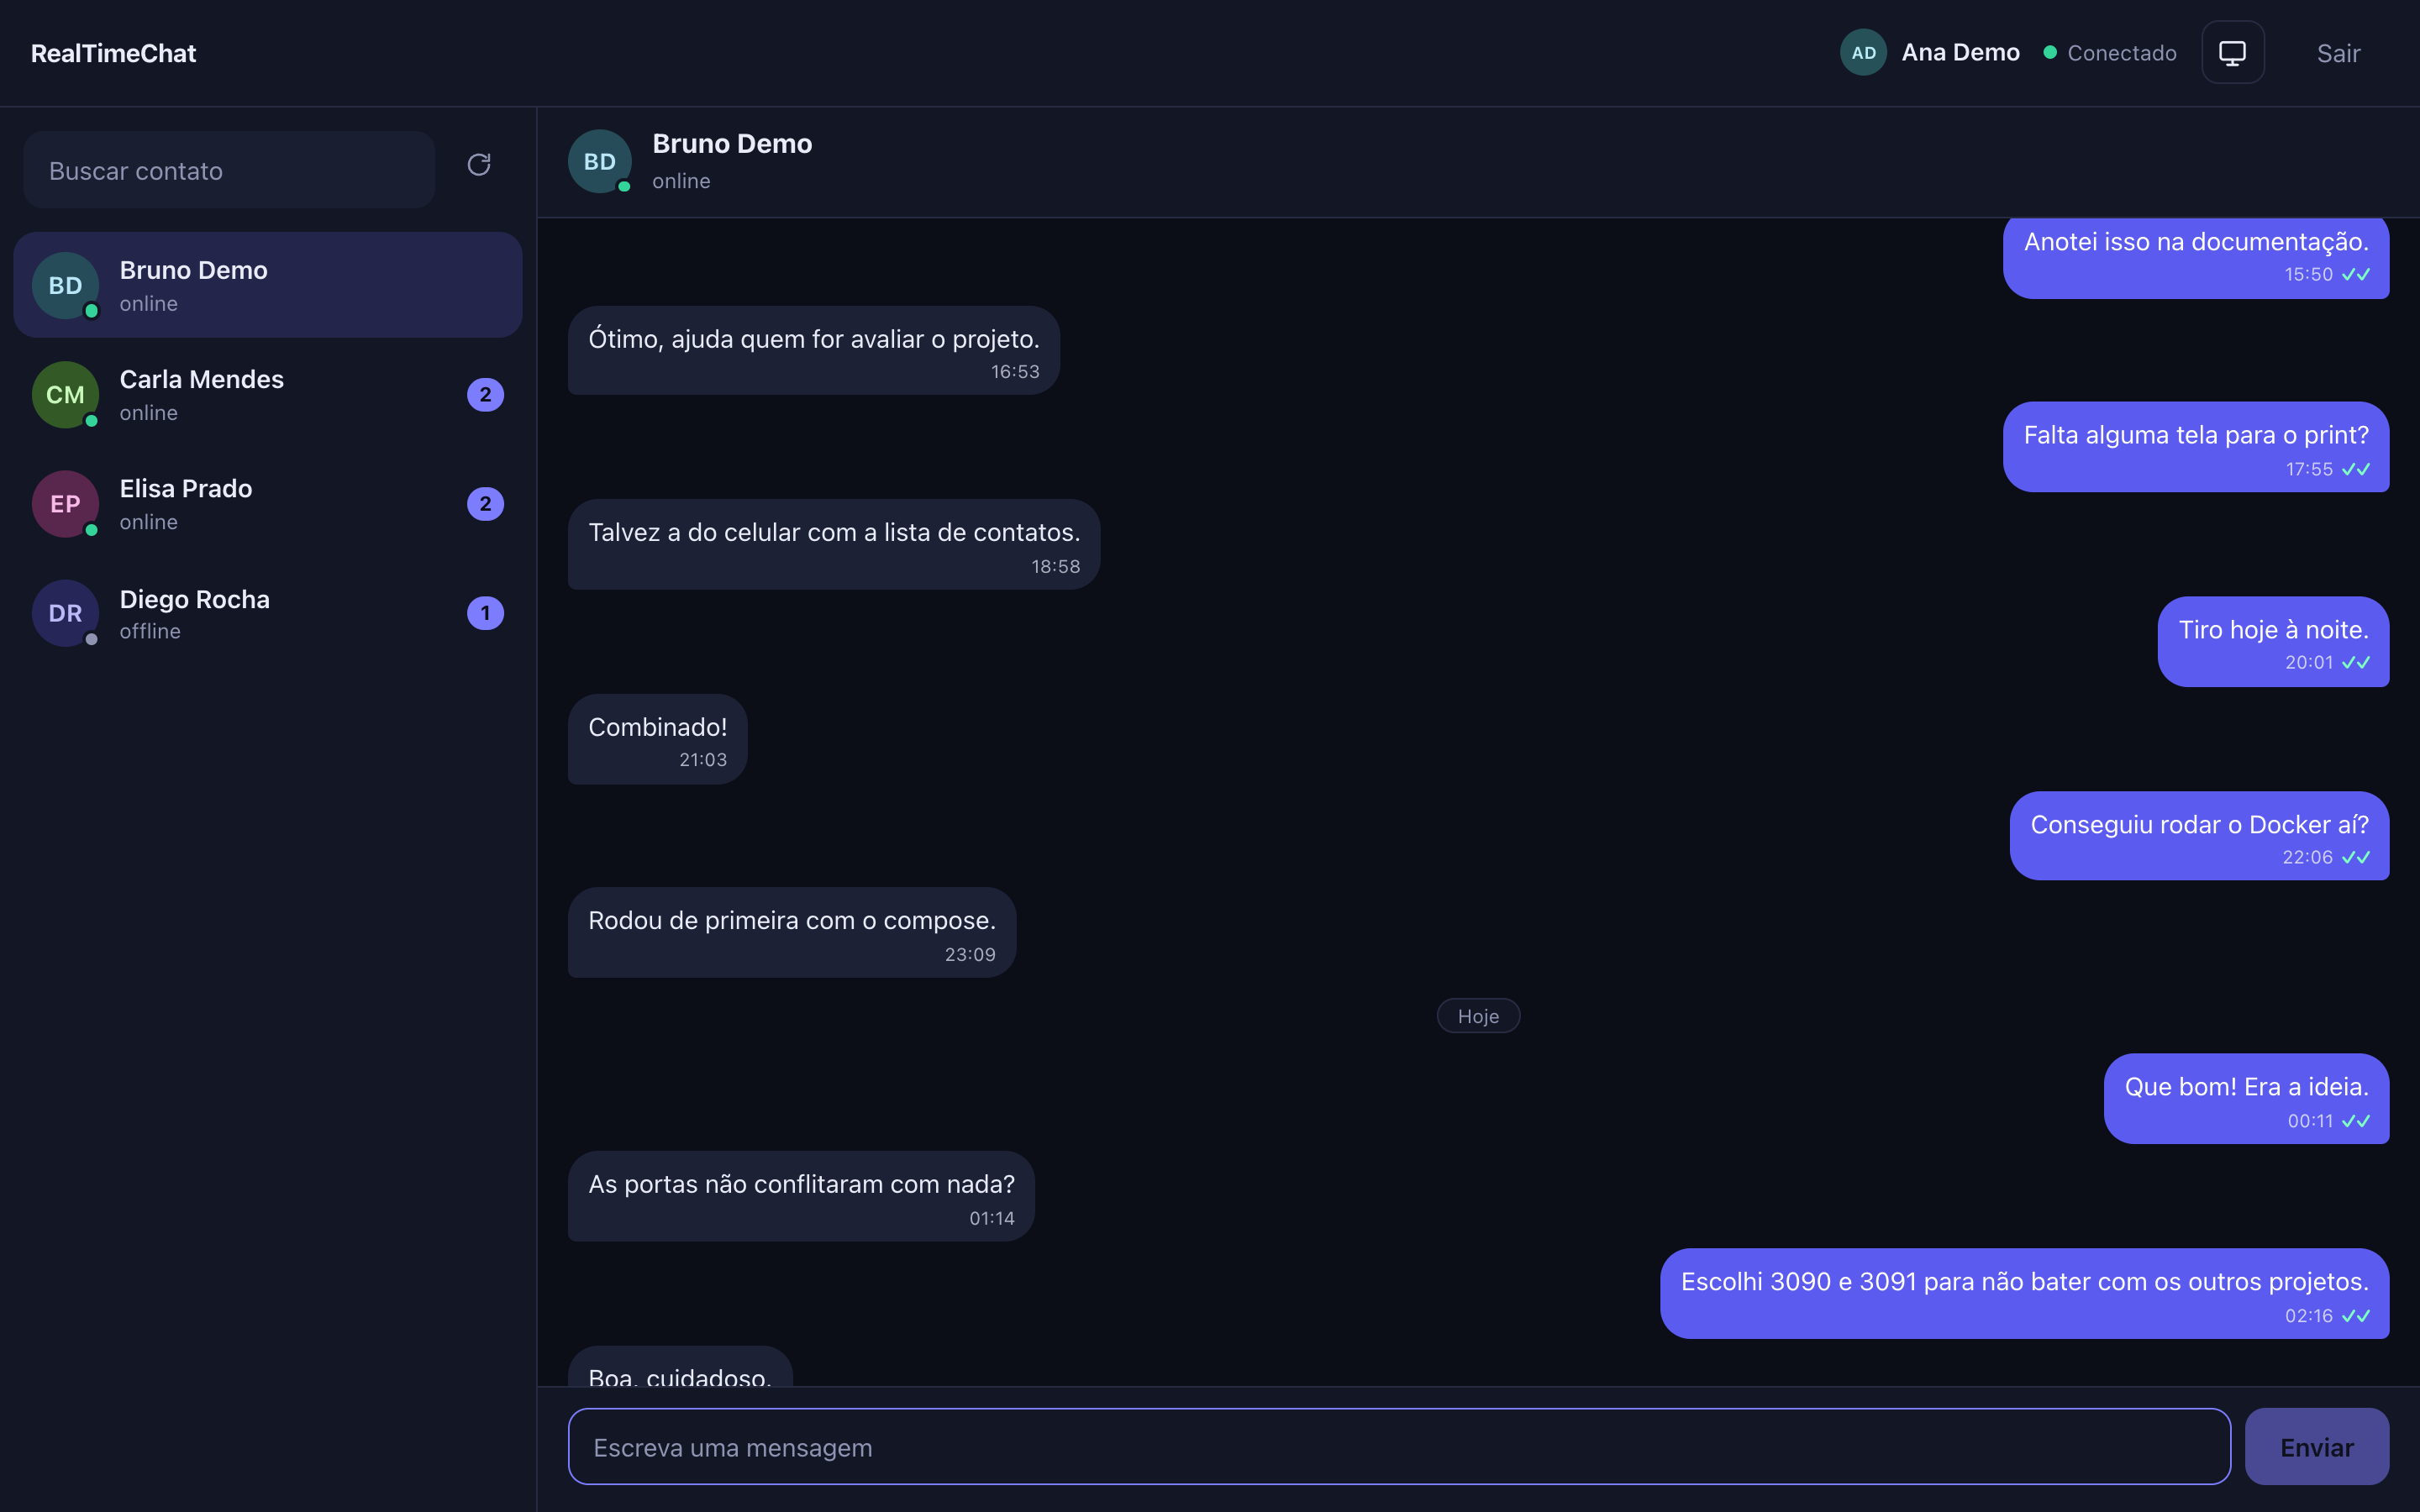 RealTimeChat
AD
Ana Demo
Conectado
Sair
Buscar contato
BD
Bruno Demo
online
CM
Carla Mendes
online
2
EP
Elisa Prado
online
2
DR
Diego Rocha
offline
1
BD
Bruno Demo
online
Anotei isso na documentação.
15:50
Ótimo, ajuda quem for avaliar o projeto.
16:53
Falta alguma tela para o print?
17:55
Talvez a do celular com a lista de contatos.
18:58
Tiro hoje à noite.
20:01
Combinado!
21:03
Conseguiu rodar o Docker aí?
22:06
Rodou de primeira com o compose.
23:09
Hoje
Que bom! Era a ideia.
00:11
As portas não conflitaram com nada?
01:14
Escolhi 3090 e 3091 para não bater com os outros projetos.
02:16
Boa, cuidadoso.
Escreva uma mensagem
Enviar